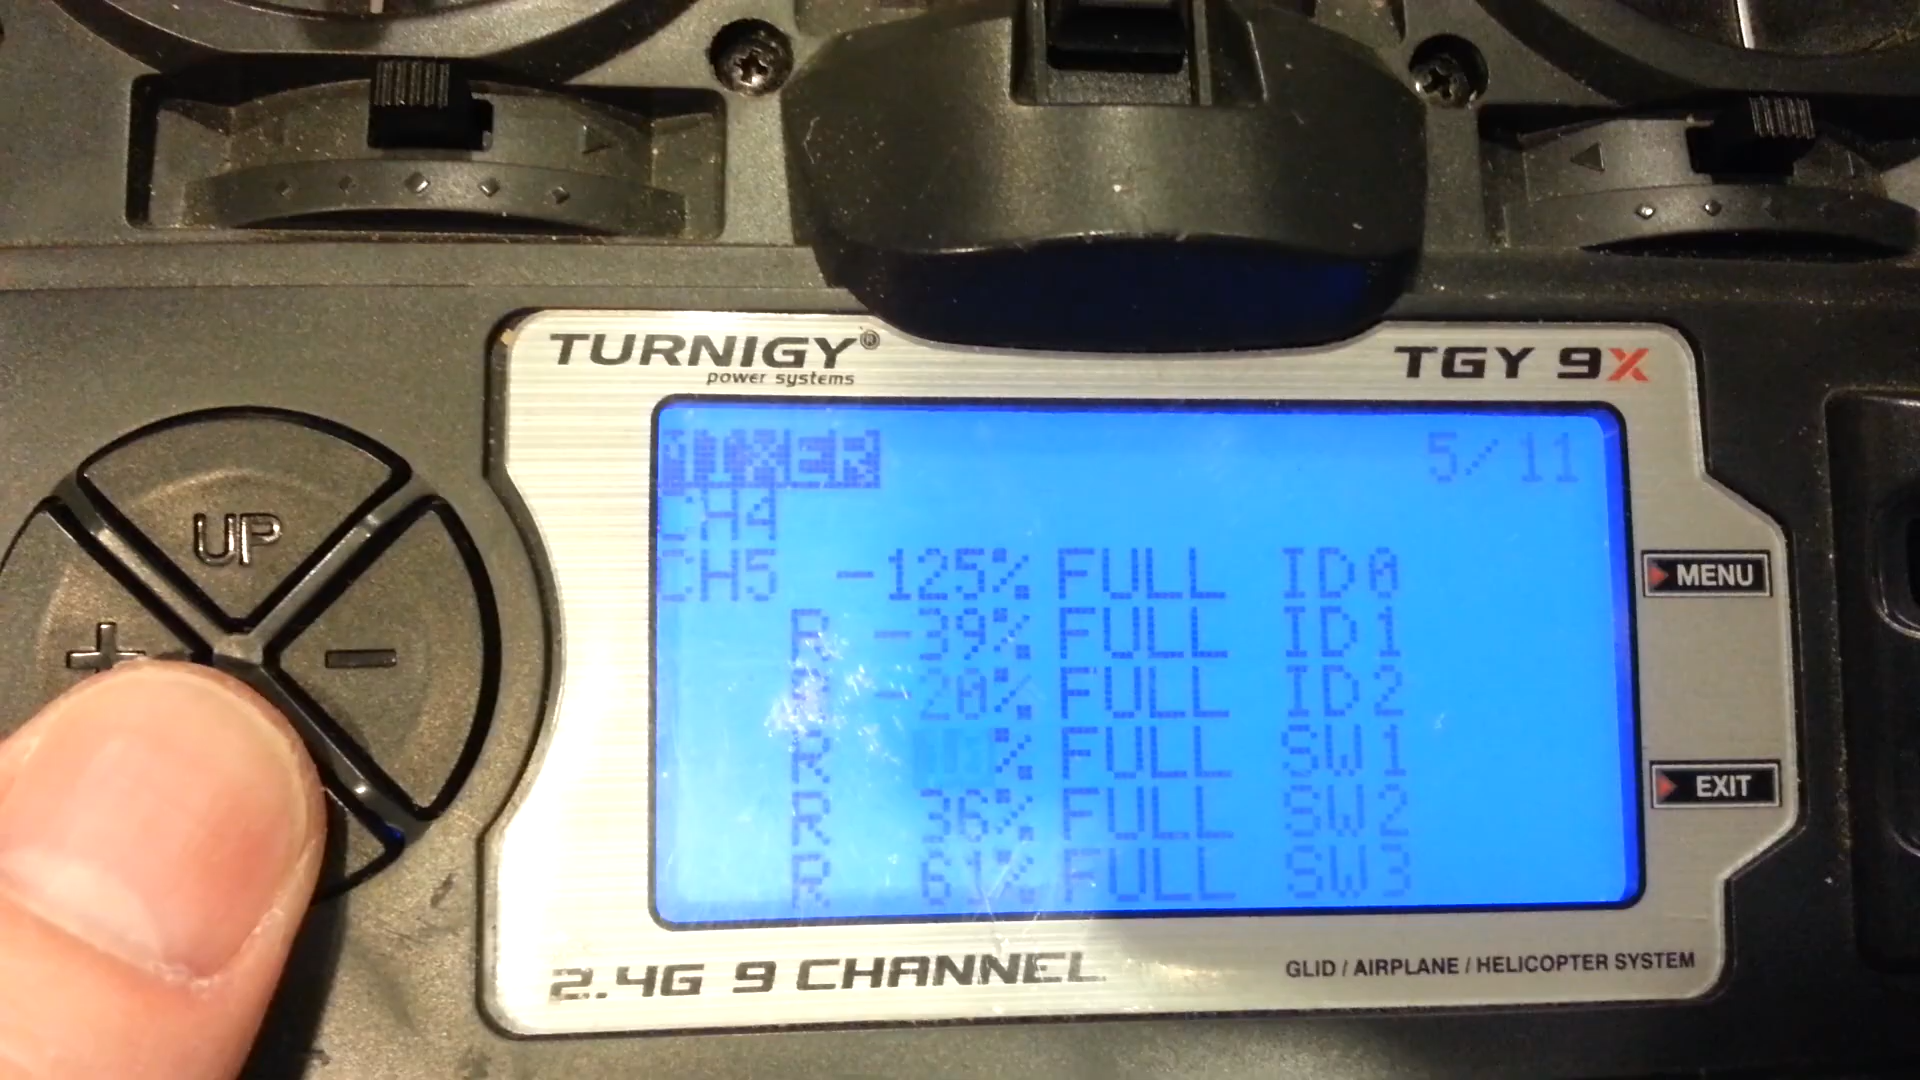 TURNIGY®
power systems
TGY 9X
MIXER 5/11
CH4
CH5 -125% FULL ID0
R -39% FULL ID1
R -20% FULL ID2
R % FULL SW1
R 36% FULL SW2
R 61% FULL SW3
UP
+
-
MENU
EXIT
2.4G 9 CHANNEL
GLID / AIRPLANE / HELICOPTER SYSTEM